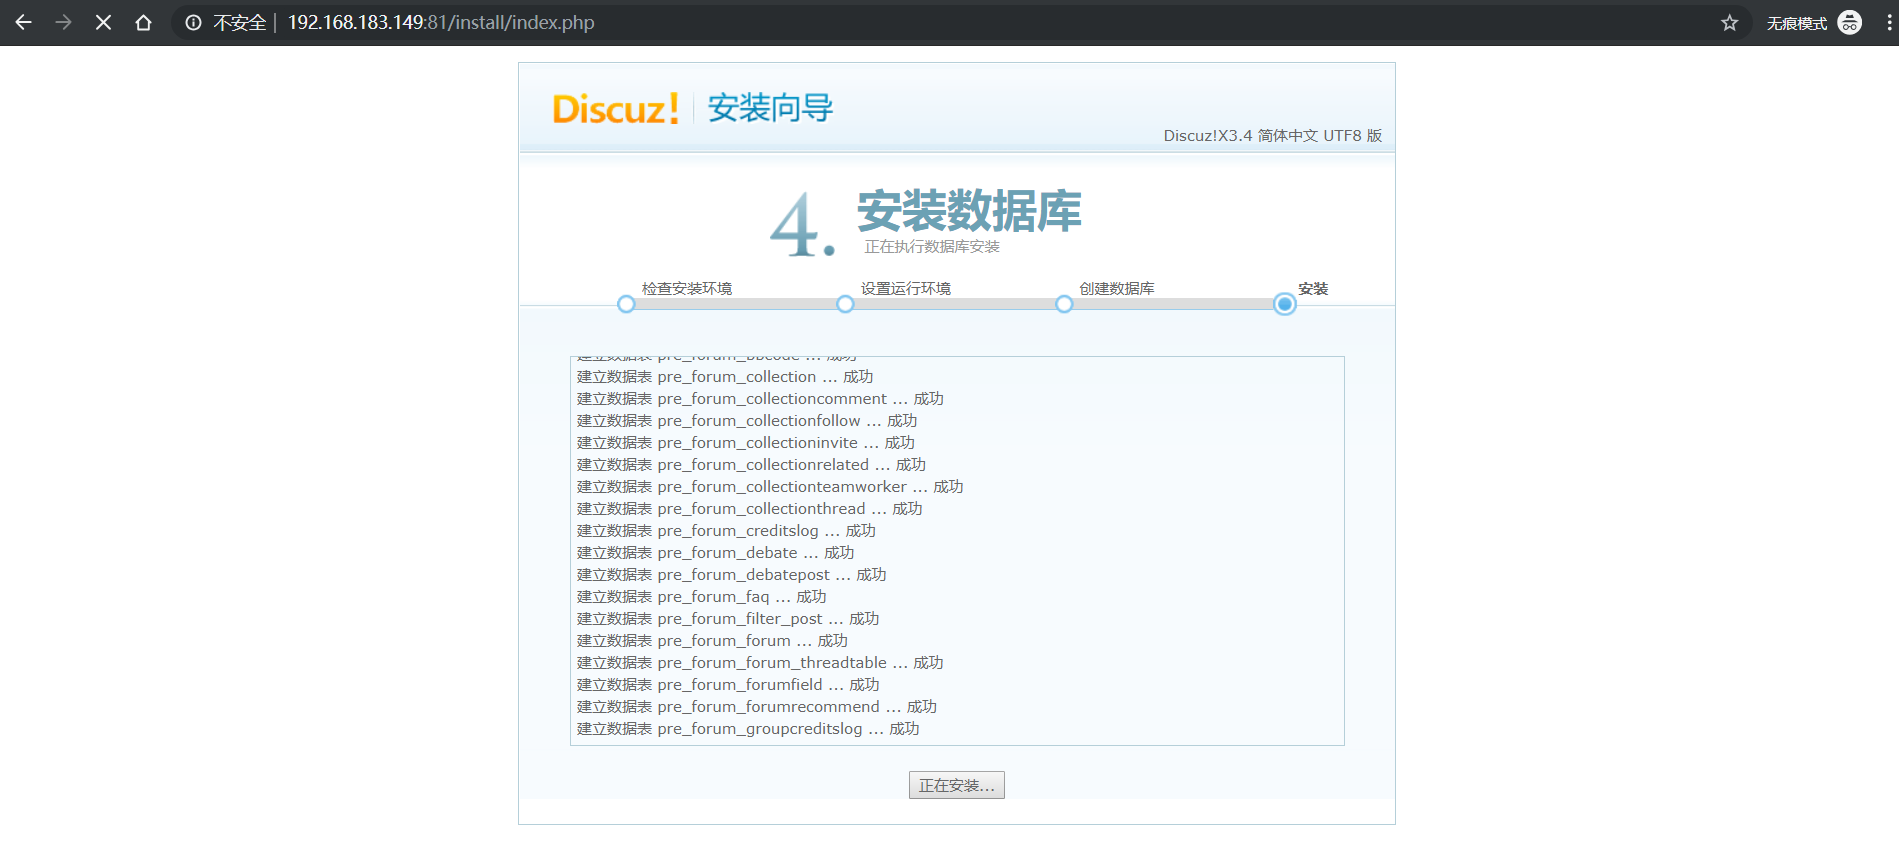 不安全 | 192.168.183.149:81/install/index.php
无痕模式
Discuz! 安装向导
Discuz!X3.4 简体中文 UTF8 版
4. 安装数据库
正在执行数据库安装
检查安装环境 设置运行环境 创建数据库 安装
建立数据表 pre_forum_bbcode ... 成功
建立数据表 pre_forum_collection ... 成功
建立数据表 pre_forum_collectioncomment ... 成功
建立数据表 pre_forum_collectionfollow ... 成功
建立数据表 pre_forum_collectioninvite ... 成功
建立数据表 pre_forum_collectionrelated ... 成功
建立数据表 pre_forum_collectionteamworker ... 成功
建立数据表 pre_forum_collectionthread ... 成功
建立数据表 pre_forum_creditslog ... 成功
建立数据表 pre_forum_debate ... 成功
建立数据表 pre_forum_debatepost ... 成功
建立数据表 pre_forum_faq ... 成功
建立数据表 pre_forum_filter_post ... 成功
建立数据表 pre_forum_forum ... 成功
建立数据表 pre_forum_forum_threadtable ... 成功
建立数据表 pre_forum_forumfield ... 成功
建立数据表 pre_forum_forumrecommend ... 成功
建立数据表 pre_forum_groupcreditslog ... 成功
正在安装...